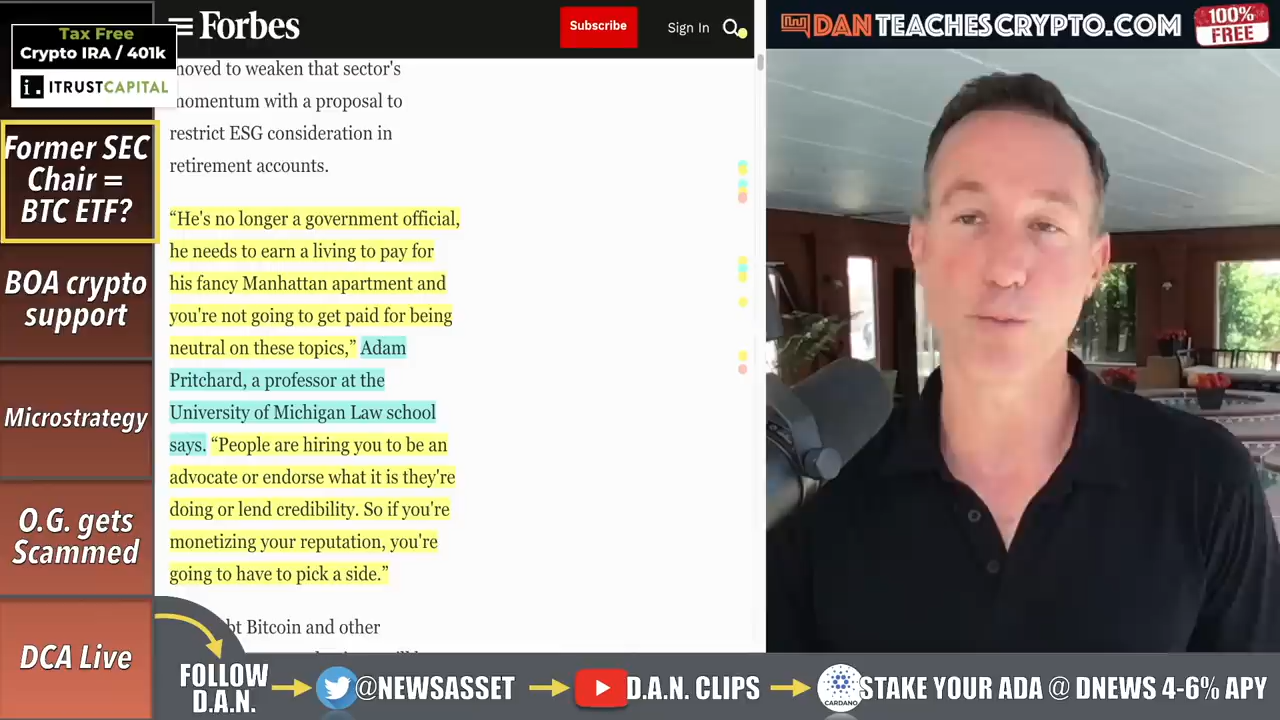 Tax Free
Crypto IRA / 401k
i. ITRUSTCAPITAL
Former SEC
Chair =
BTC ETF?
BOA crypto
support
Microstrategy
O.G. gets
Scammed
DCA Live
Forbes
Subscribe
Sign In
moved to weaken that sector's
momentum with a proposal to
restrict ESG consideration in
retirement accounts.
“He's no longer a government official,
he needs to earn a living to pay for
his fancy Manhattan apartment and
you're not going to get paid for being
neutral on these topics,” Adam
Pritchard, a professor at the
University of Michigan Law school
says. “People are hiring you to be an
advocate or endorse what it is they're
doing or lend credibility. So if you're
monetizing your reputation, you're
going to have to pick a side.”
Bitcoin and other
DANTEACHESCRYPTO.COM
100%
FREE
FOLLOW
D.A.N.
@NEWSASSET
D.A.N. CLIPS
CARDANO
STAKE YOUR ADA @ DNEWS 4-6% APY